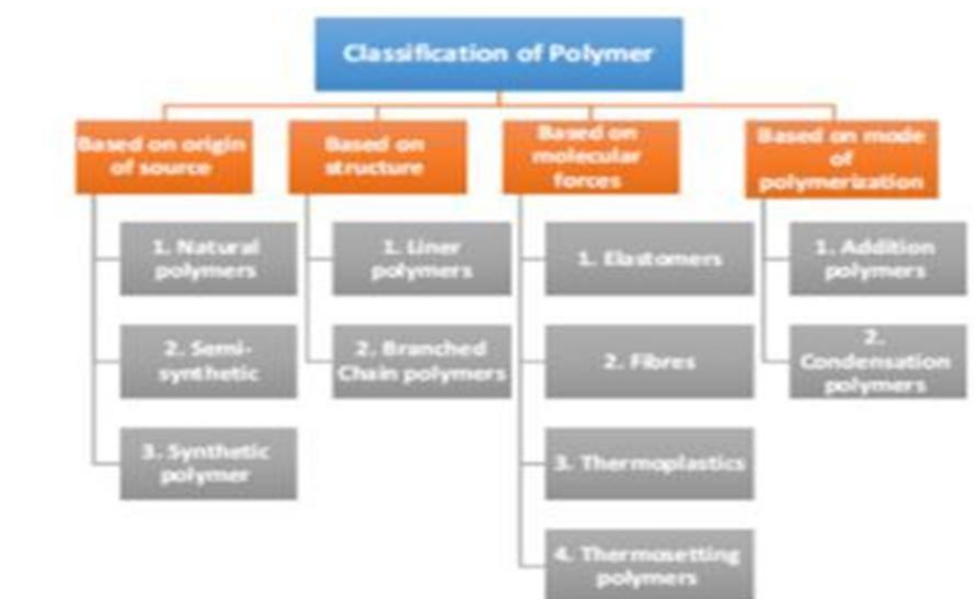 Classification of Polymer
Based on origin
of source
1. Natural
polymers
2. Semi-
synthetic
3. Synthetic
polymer
Based on
structure
1. Liner
polymers
2. Branched
Chain polymers
Based on
molecular
forces
1. Elastomers
2. Fibres
3. Thermoplastics
4. Thermosetting
polymers
Based on mode
of
polymerization
1. Addition
polymers
2.
Condensation
polymers